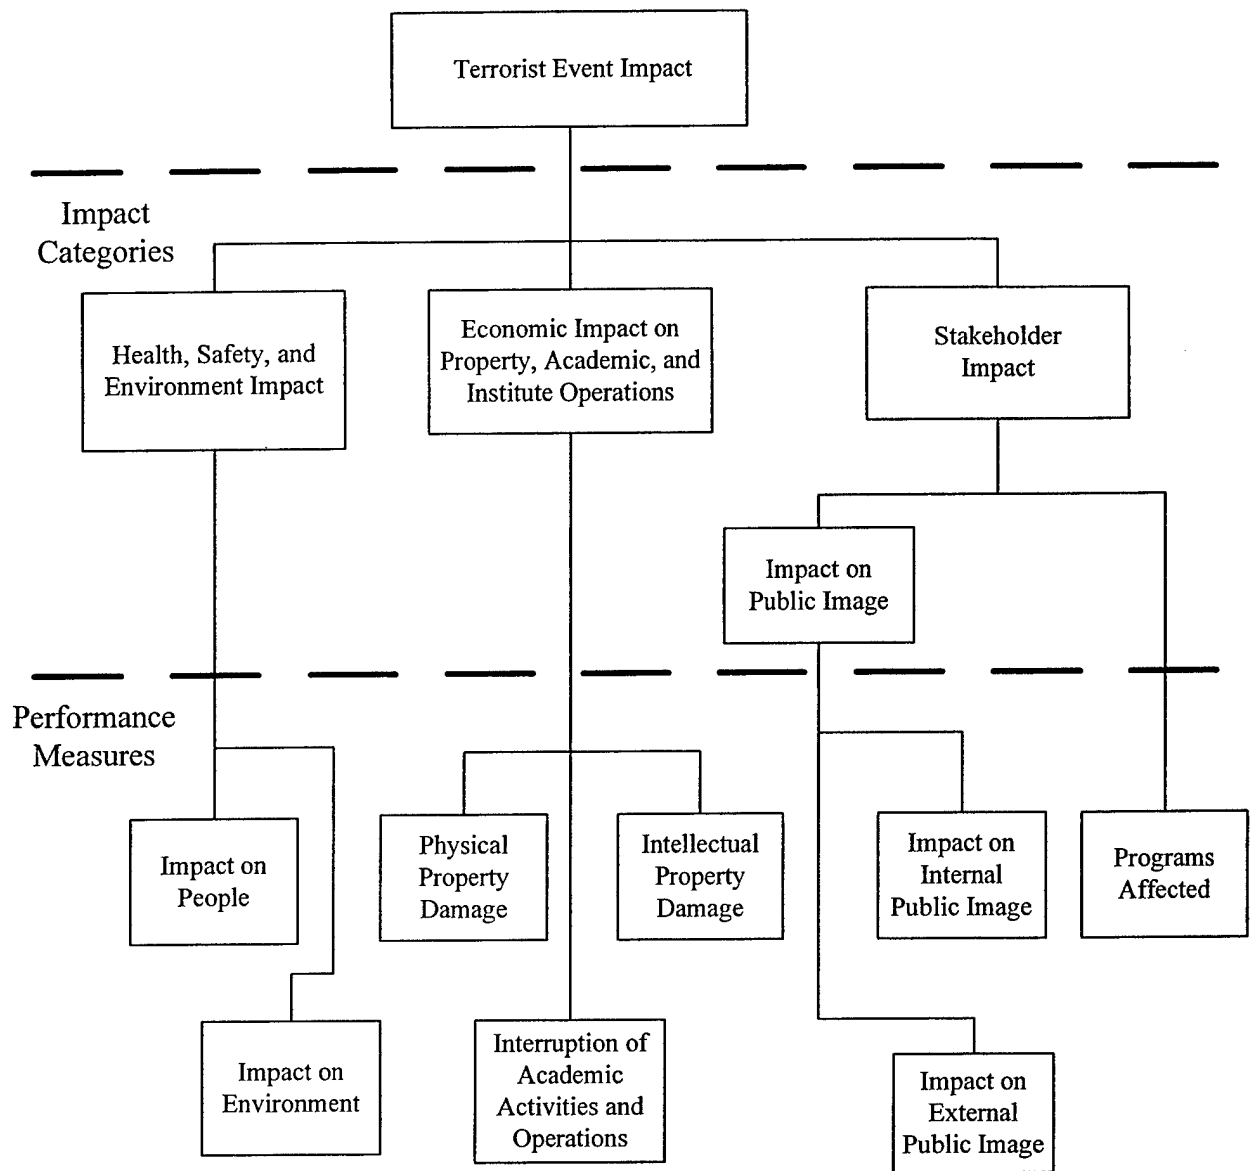 Terrorist Event Impact
Impact
Categories
Health, Safety, and
Environment Impact
Economic Impact on
Property, Academic, and
Institute Operations
Stakeholder
Impact
Impact on
Public Image
Performance
Measures
Impact on
People
Physical
Property
Damage
Intellectual
Property
Damage
Impact on
Internal
Public Image
Programs
Affected
Impact on
Environment
Interruption of
Academic
Activities and
Operations
Impact on
External
Public Image